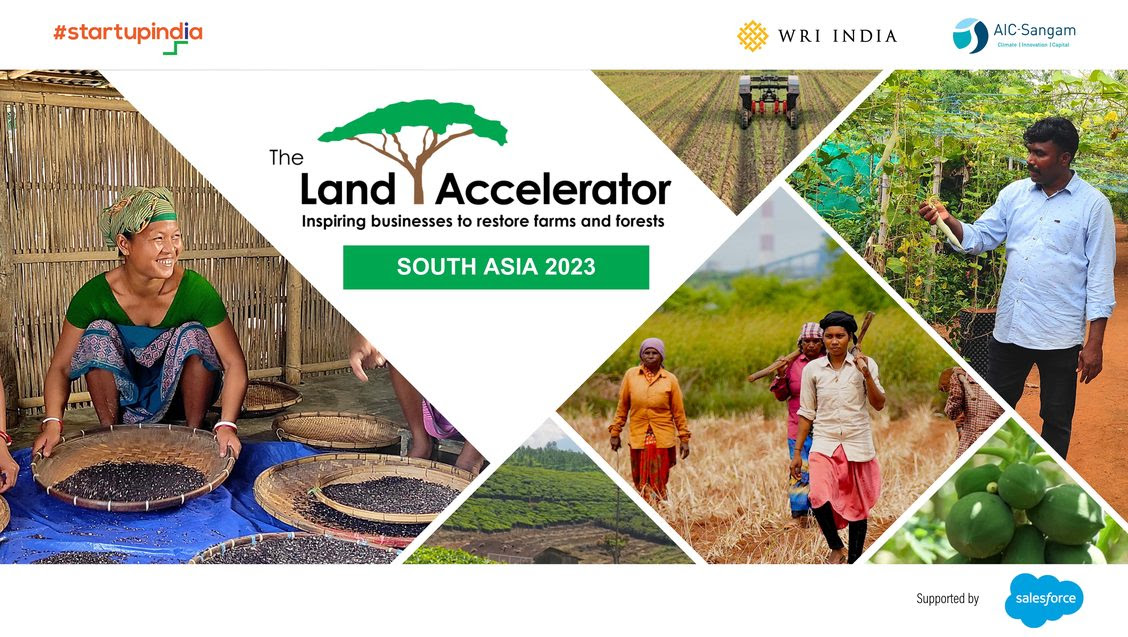 #startupindia
WRI INDIA
AIC-Sangam
Climate | Innovation | Capital
The
Land Accelerator
Inspiring businesses to restore farms and forests
SOUTH ASIA 2023
Supported by
salesforce